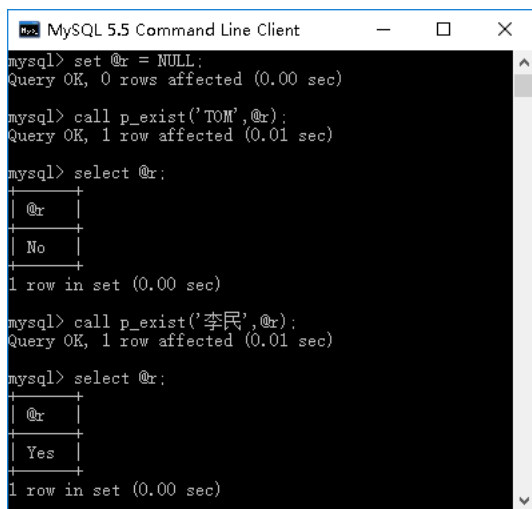 MySQL 5.5 Command Line Client
mysql> set @r = NULL;
Query OK, 0 rows affected (0.00 sec)
mysql> call p_exist('TOM',@r);
Query OK, 1 row affected (0.01 sec)
mysql> select @r;
+------+
| @r   |
+------+
| No   |
+------+
1 row in set (0.00 sec)
mysql> call p_exist('李民',@r);
Query OK, 1 row affected (0.01 sec)
mysql> select @r;
+------+
| @r   |
+------+
| Yes  |
+------+
1 row in set (0.00 sec)